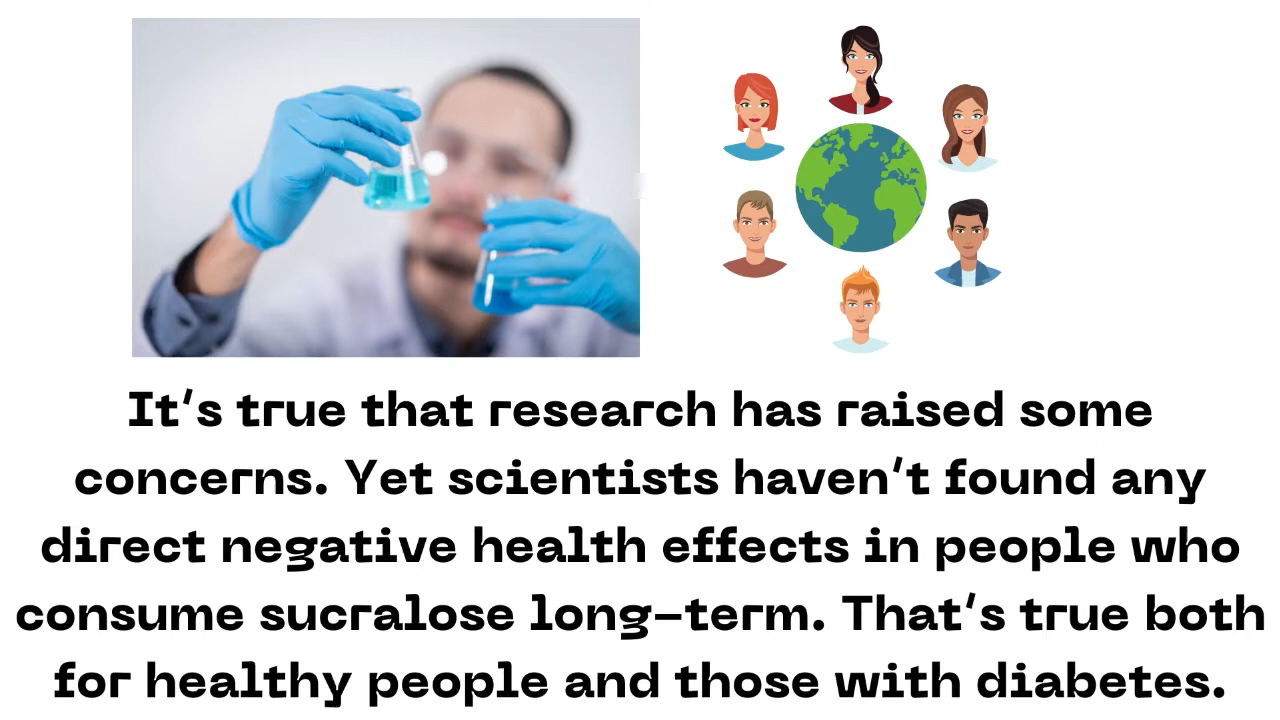 It's true that research has raised some
concerns. Yet scientists haven't found any
direct negative health effects in people who
consume sucralose long-term. That's true both
for healthy people and those with diabetes.